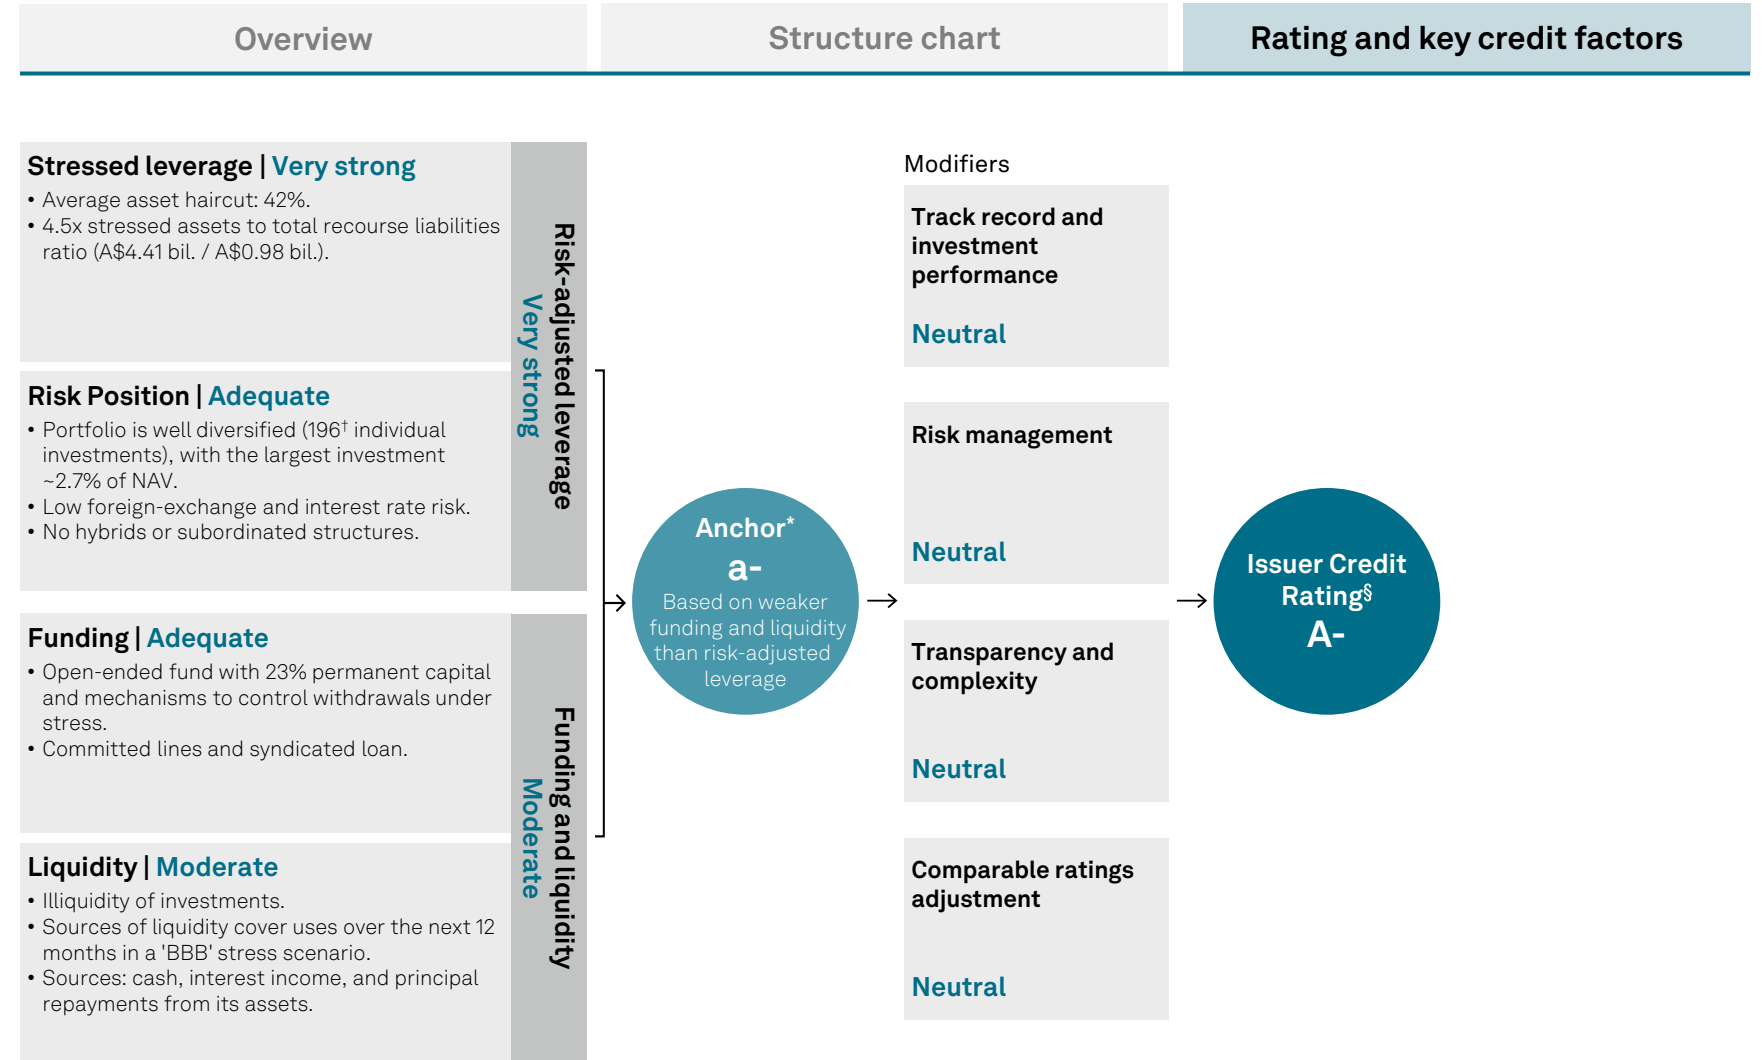 Overview
Structure chart
Rating and key credit factors
Stressed leverage | Very strong
• Average asset haircut: 42%.
• 4.5x stressed assets to total recourse liabilities
ratio (A$4.41 bil. / A$0.98 bil.).
Risk Position | Adequate
• Portfolio is well diversified (196† individual
investments), with the largest investment
~2.7% of NAV.
• Low foreign-exchange and interest rate risk.
• No hybrids or subordinated structures.
Risk-adjusted leverage
Very strong
Funding | Adequate
• Open-ended fund with 23% permanent capital
and mechanisms to control withdrawals under
stress.
• Committed lines and syndicated loan.
Liquidity | Moderate
• Illiquidity of investments.
• Sources of liquidity cover uses over the next 12
months in a 'BBB' stress scenario.
• Sources: cash, interest income, and principal
repayments from its assets.
Funding and liquidity
Moderate
Anchor*
a-
Based on weaker
funding and liquidity
than risk-adjusted
leverage
Modifiers
Track record and
investment
performance
Neutral
Risk management
Neutral
Transparency and
complexity
Neutral
Comparable ratings
adjustment
Neutral
Issuer Credit
Rating§
A-